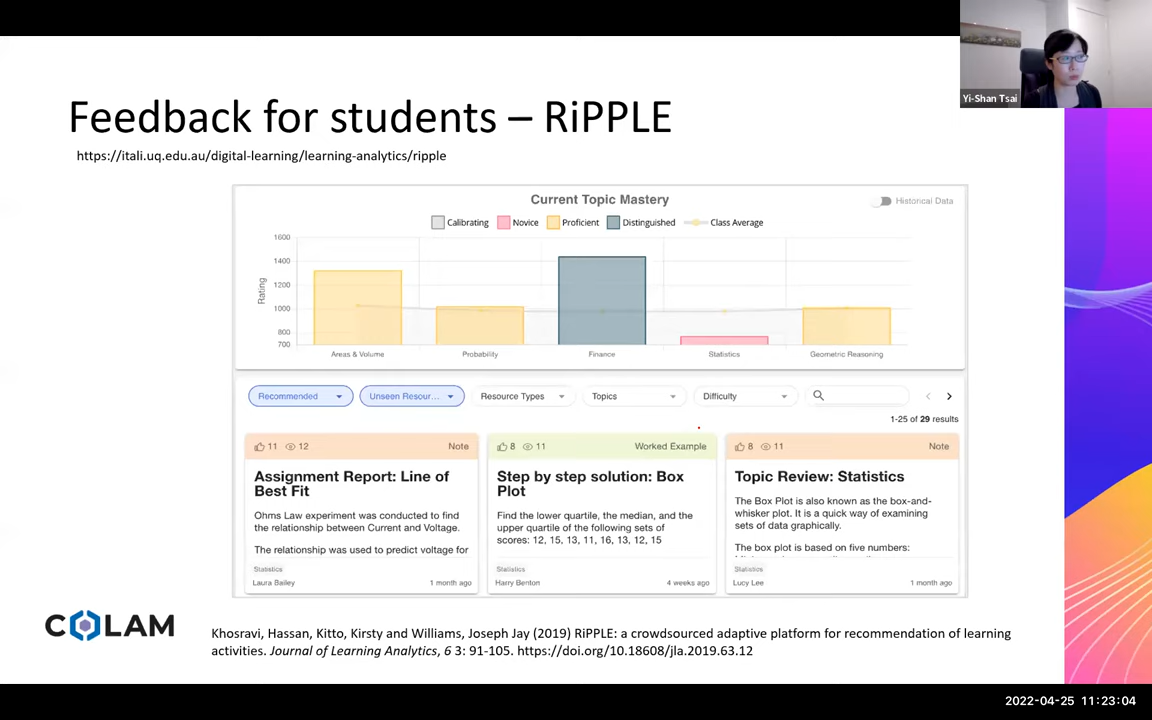 Yi-Shan Tsai
Feedback for students – RiPPLE
https://itali.uq.edu.au/digital-learning/learning-analytics/ripple
Current Topic Mastery
Historical Data
Calibrating Novice Proficient Distinguished Class Average
Rating
1600
1400
1200
1000
800
700
Areas & Volume Probability Finance Statistics Geometric Reasoning
Recommended Unseen Resour... Resource Types Topics Difficulty
1-25 of 29 results
11 12 Note
Assignment Report: Line of
Best Fit
Ohms Law experiment was conducted to find
the relationship between Current and Voltage.
The relationship was used to predict voltage for
Statistics
Laura Bailey 1 month ago
8 11 Worked Example
Step by step solution: Box
Plot
Find the lower quartile, the median, and the
upper quartile of the following sets of
scores: 12, 15, 13, 11, 16, 13, 12, 15
Statistics
Harry Benton 4 weeks ago
8 11 Note
Topic Review: Statistics
The Box Plot is also known as the box-and-
whisker plot. It is a quick way of examining
sets of data graphically.
The box plot is based on five numbers:
Statistics
Lucy Lee 1 month ago
COLAM
Khosravi, Hassan, Kitto, Kirsty and Williams, Joseph Jay (2019) RiPPLE: a crowdsourced adaptive platform for recommendation of learning
activities. Journal of Learning Analytics, 6 3: 91-105. https://doi.org/10.18608/jla.2019.63.12
2022-04-25 11:23:04